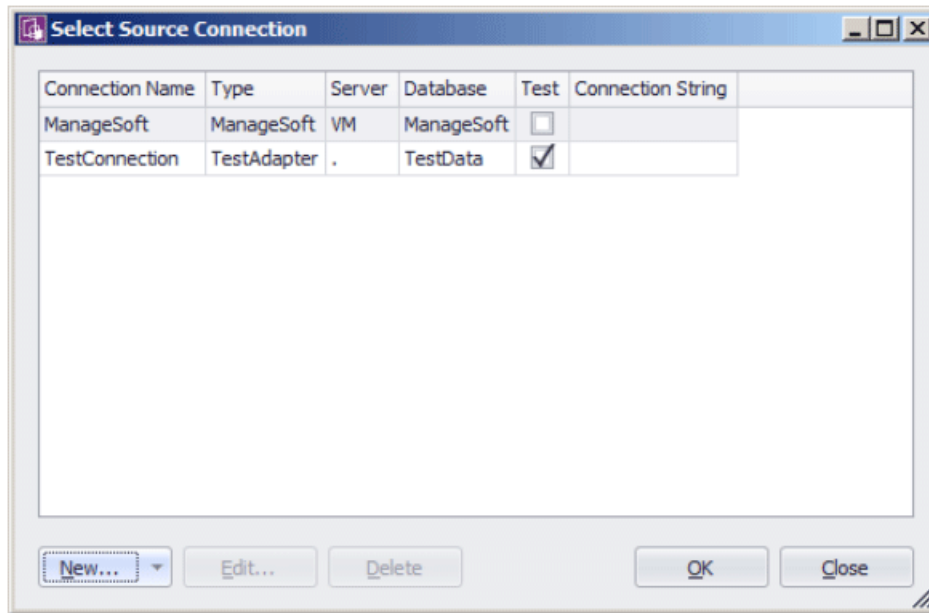 Select Source Connection
Connection Name Type Server Database Test Connection String
ManageSoft ManageSoft VM ManageSoft
TestConnection TestAdapter . TestData
New... Edit... Delete OK Close